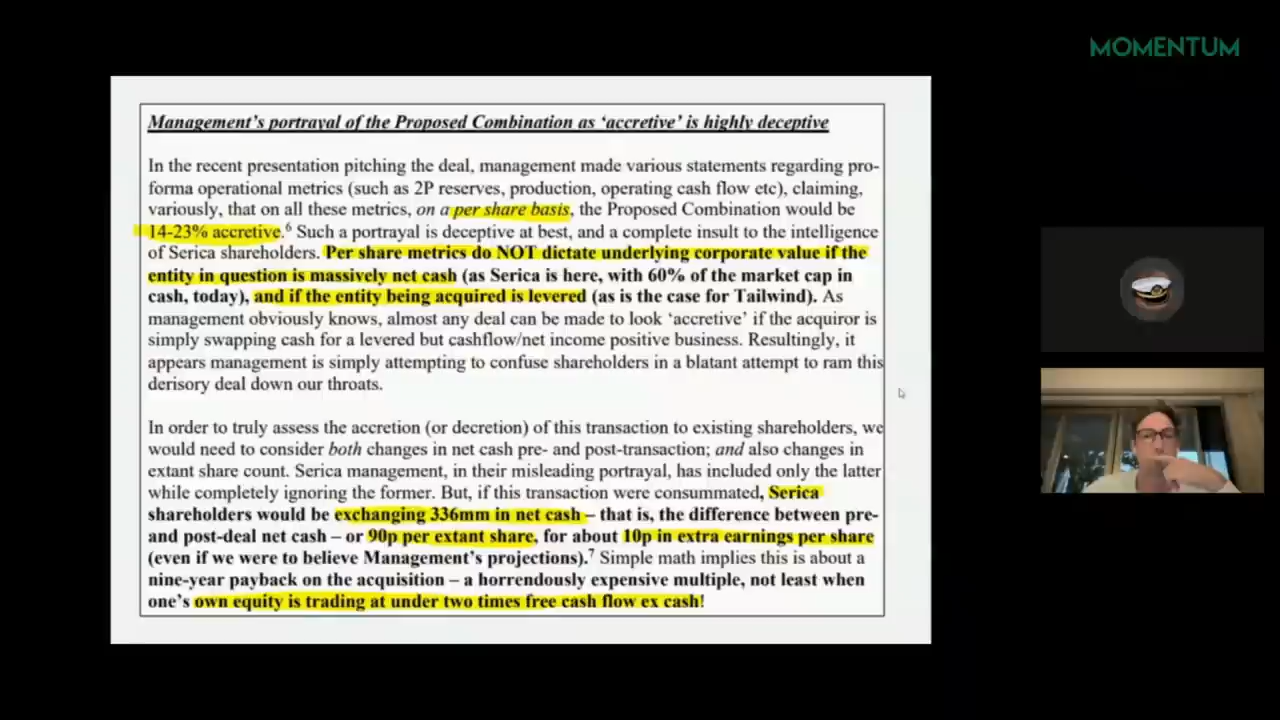 MOMENTUM
Management's portrayal of the Proposed Combination as 'accretive' is highly deceptive
In the recent presentation pitching the deal, management made various statements regarding pro-
forma operational metrics (such as 2P reserves, production, operating cash flow etc), claiming,
variously, that on all these metrics, on a per share basis, the Proposed Combination would be
14-23% accretive.6 Such a portrayal is deceptive at best, and a complete insult to the intelligence
of Serica shareholders. Per share metrics do NOT dictate underlying corporate value if the
entity in question is massively net cash (as Serica is here, with 60% of the market cap in
cash, today), and if the entity being acquired is levered (as is the case for Tailwind). As
management obviously knows, almost any deal can be made to look 'accretive' if the acquiror is
simply swapping cash for a levered but cashflow/net income positive business. Resultingly, it
appears management is simply attempting to confuse shareholders in a blatant attempt to ram this
derisory deal down our throats.
In order to truly assess the accretion (or decretion) of this transaction to existing shareholders, we
would need to consider both changes in net cash pre- and post-transaction; and also changes in
extant share count. Serica management, in their misleading portrayal, has included only the latter
while completely ignoring the former. But, if this transaction were consummated, Serica
shareholders would be exchanging 336mm in net cash – that is, the difference between pre-
and post-deal net cash – or 90p per extant share, for about 10p in extra earnings per share
(even if we were to believe Management's projections).7 Simple math implies this is about a
nine-year payback on the acquisition – a horrendously expensive multiple, not least when
one's own equity is trading at under two times free cash flow ex cash!